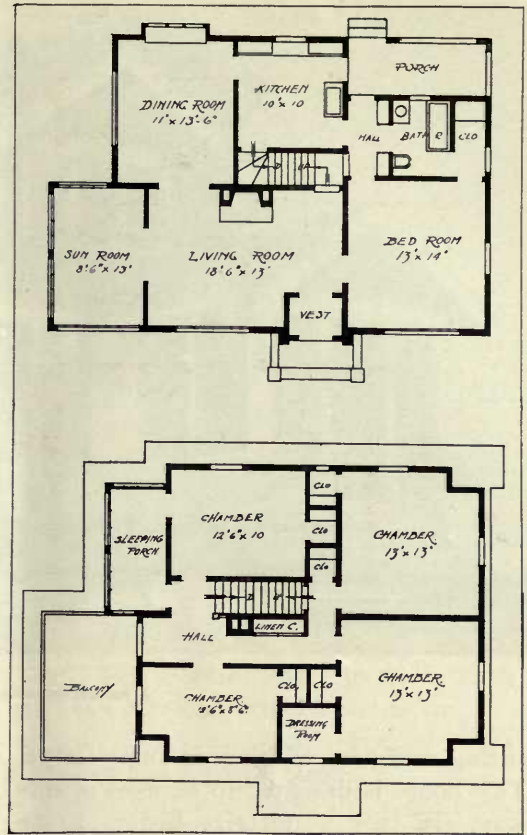 PORCH
KITCHEN
10'x 10
DINING ROOM
11'x 13'-6"
HALL
BATH R.
CLO
D
UP
SUN ROOM
8'-6"x 13'
LIVING ROOM
18'-6"x 13'
BED ROOM
13'x 14'
VEST
CLO
CHAMBER
12'6"x 10
CLO
SLEEPING
PORCH
CHAMBER.
13'x 13'
CLO
D
LINEN C.
HALL
BALCONY
CHAMBER
CLO.
CLO
CHAMBER.
13'x 13'
DRESSING
ROOM